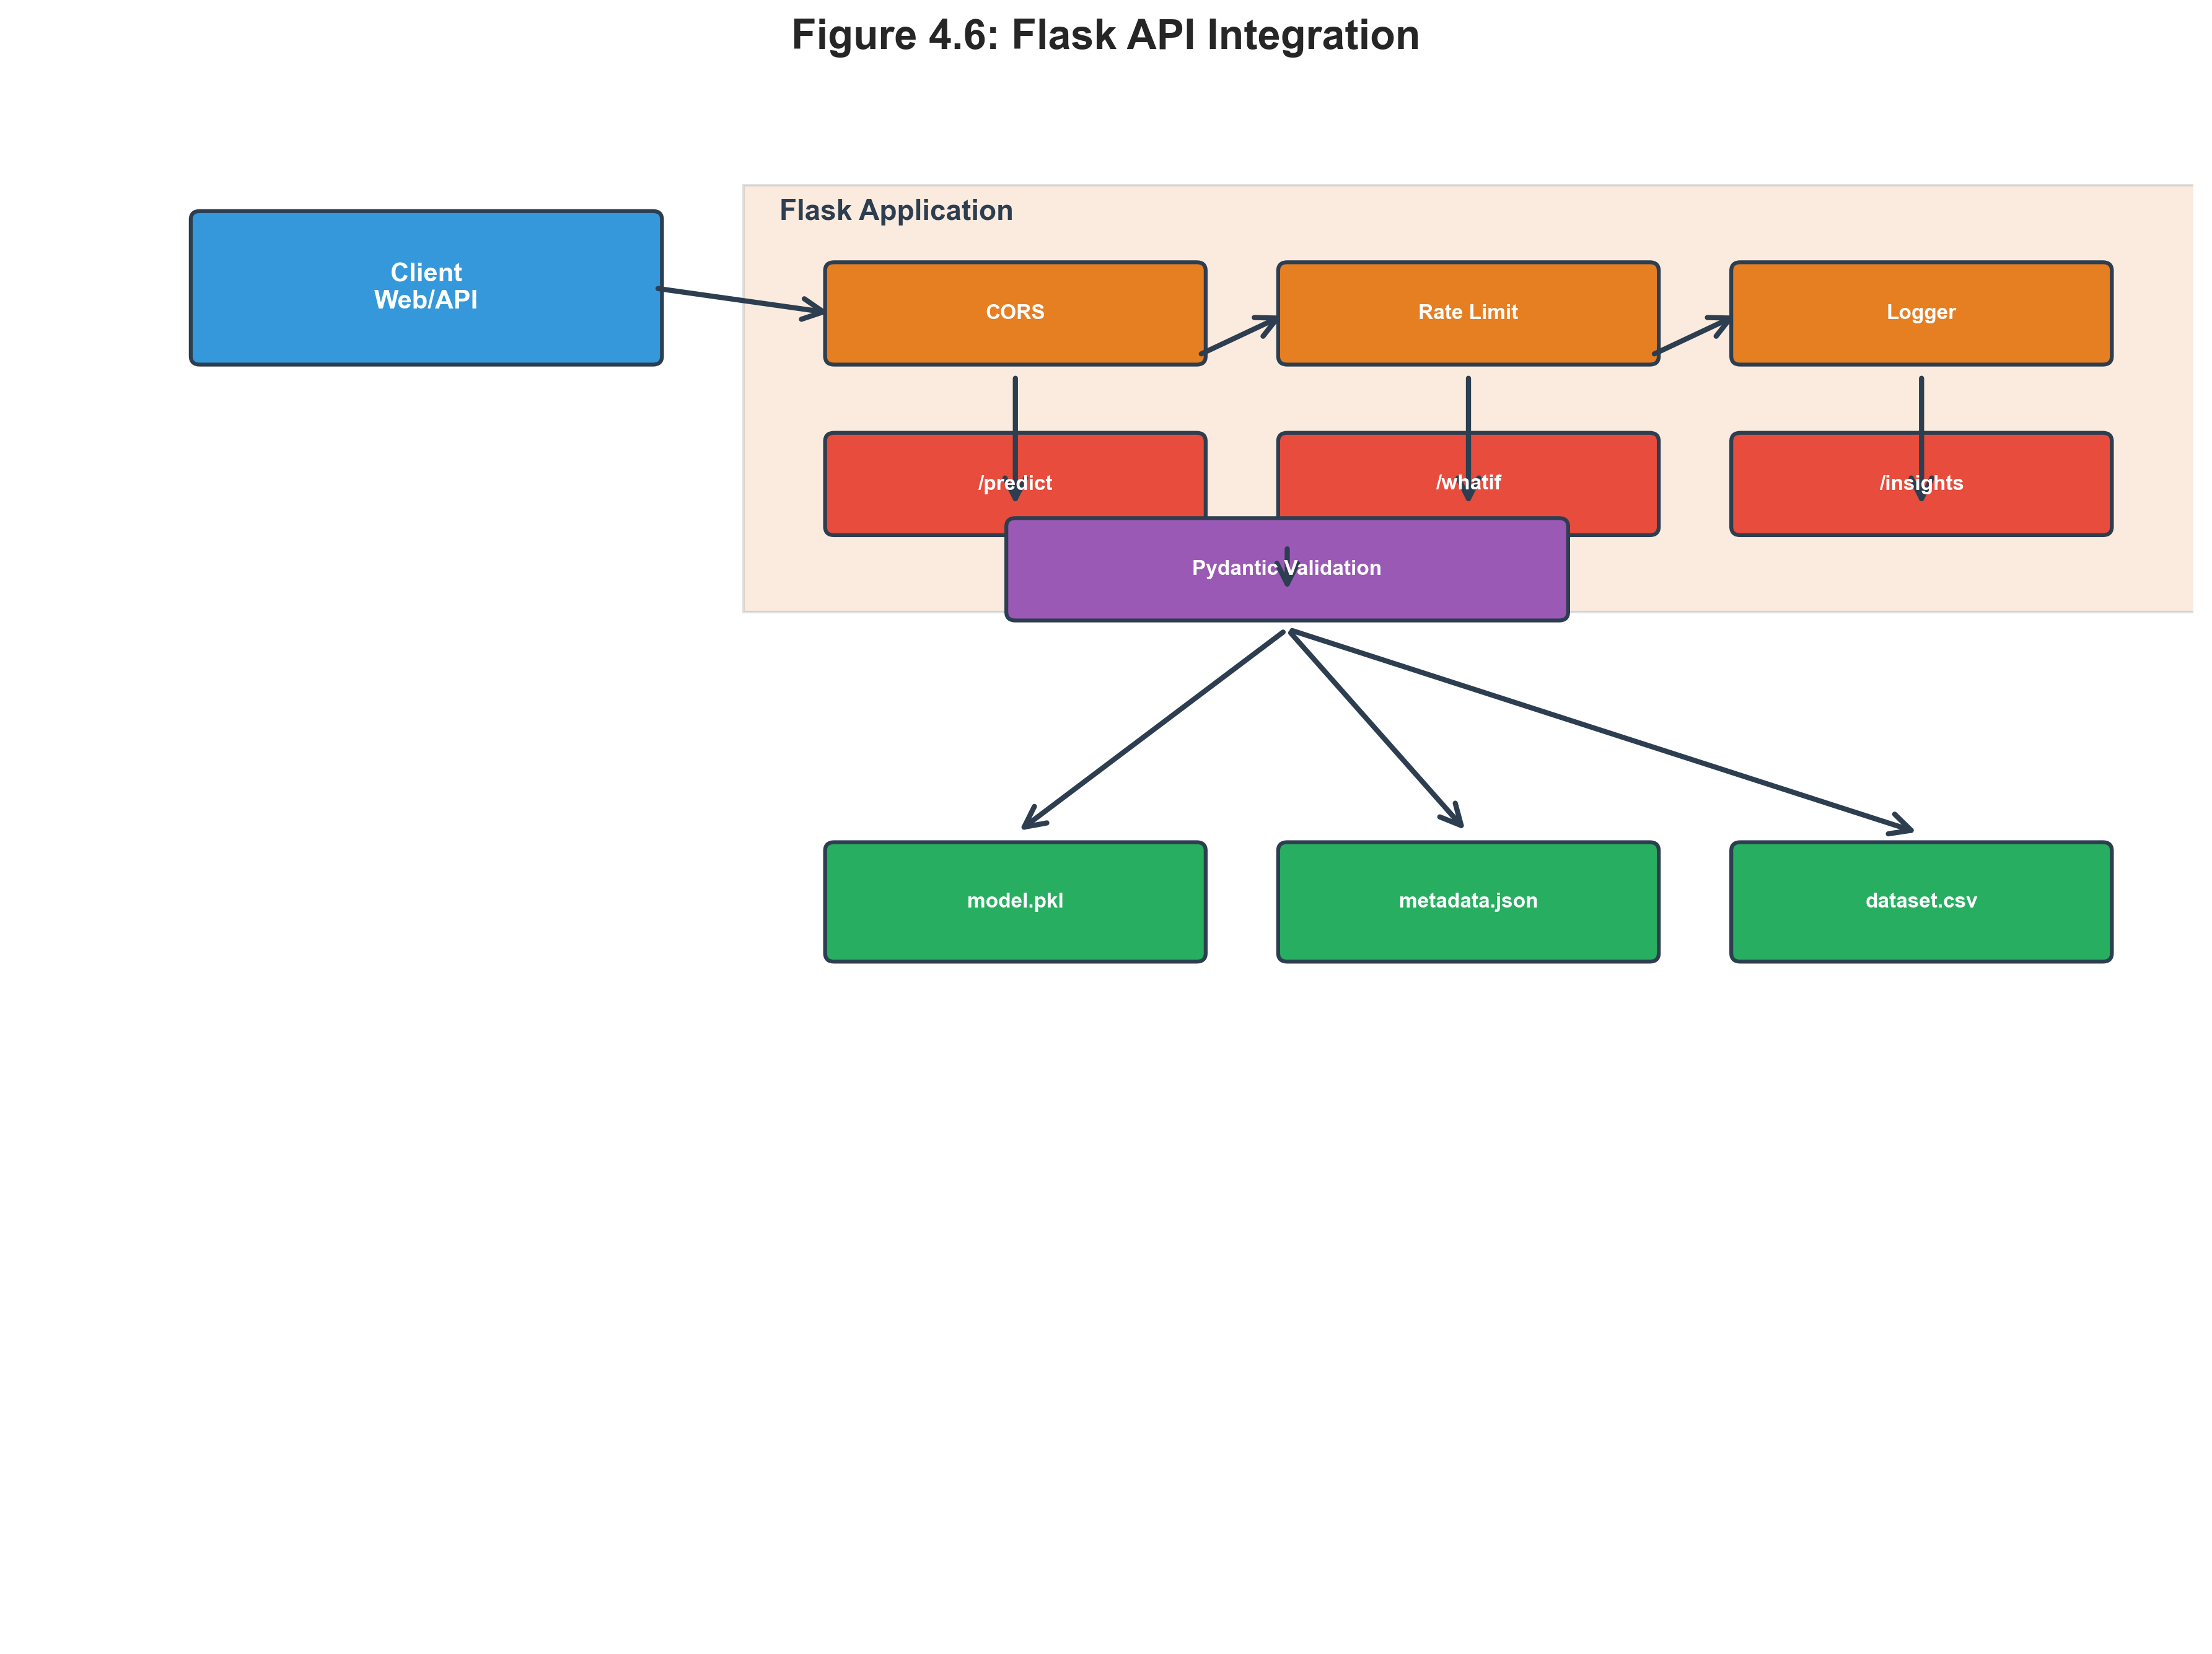 Figure 4.6: Flask API Integration
Flask Application
Client
Web/API
CORS
Rate Limit
Logger
/predict
/whatif
/insights
Pydantic Validation
model.pkl
metadata.json
dataset.csv